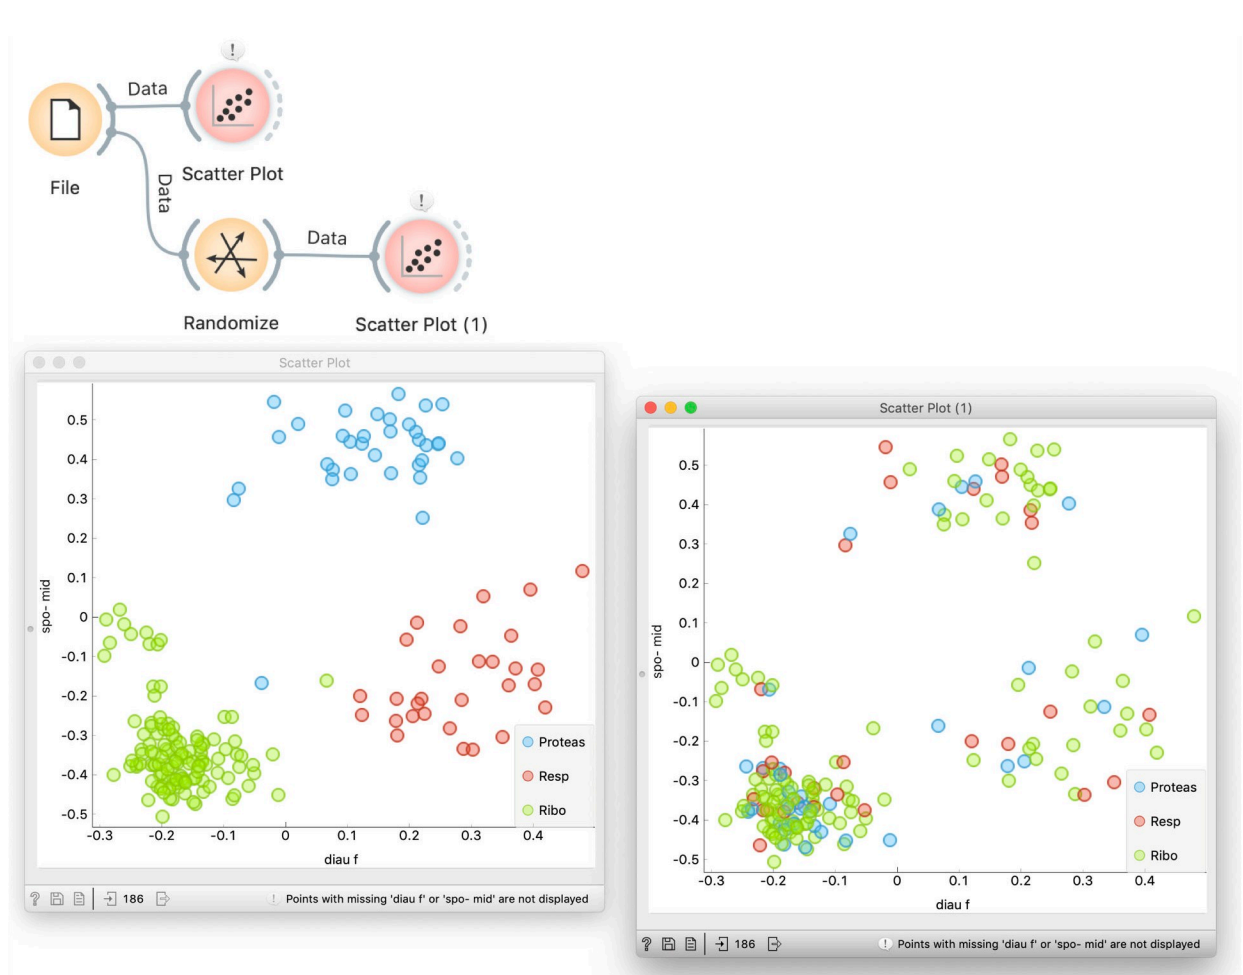 !
Data
Scatter Plot
File
Data
!
Data
Randomize
Scatter Plot (1)
Scatter Plot
0.5
0.4
0.3
0.2
0.1
0
-0.1
-0.2
-0.3
-0.4
-0.5
spo- mid
-0.3 -0.2 -0.1 0 0.1 0.2 0.3 0.4
diau f
Proteas
Resp
Ribo
? 186 ! Points with missing 'diau f' or 'spo- mid' are not displayed
Scatter Plot (1)
0.5
0.4
0.3
0.2
0.1
0
-0.1
-0.2
-0.3
-0.4
-0.5
spo- mid
-0.3 -0.2 -0.1 0 0.1 0.2 0.3 0.4
diau f
Proteas
Resp
Ribo
? 186 ! Points with missing 'diau f' or 'spo- mid' are not displayed